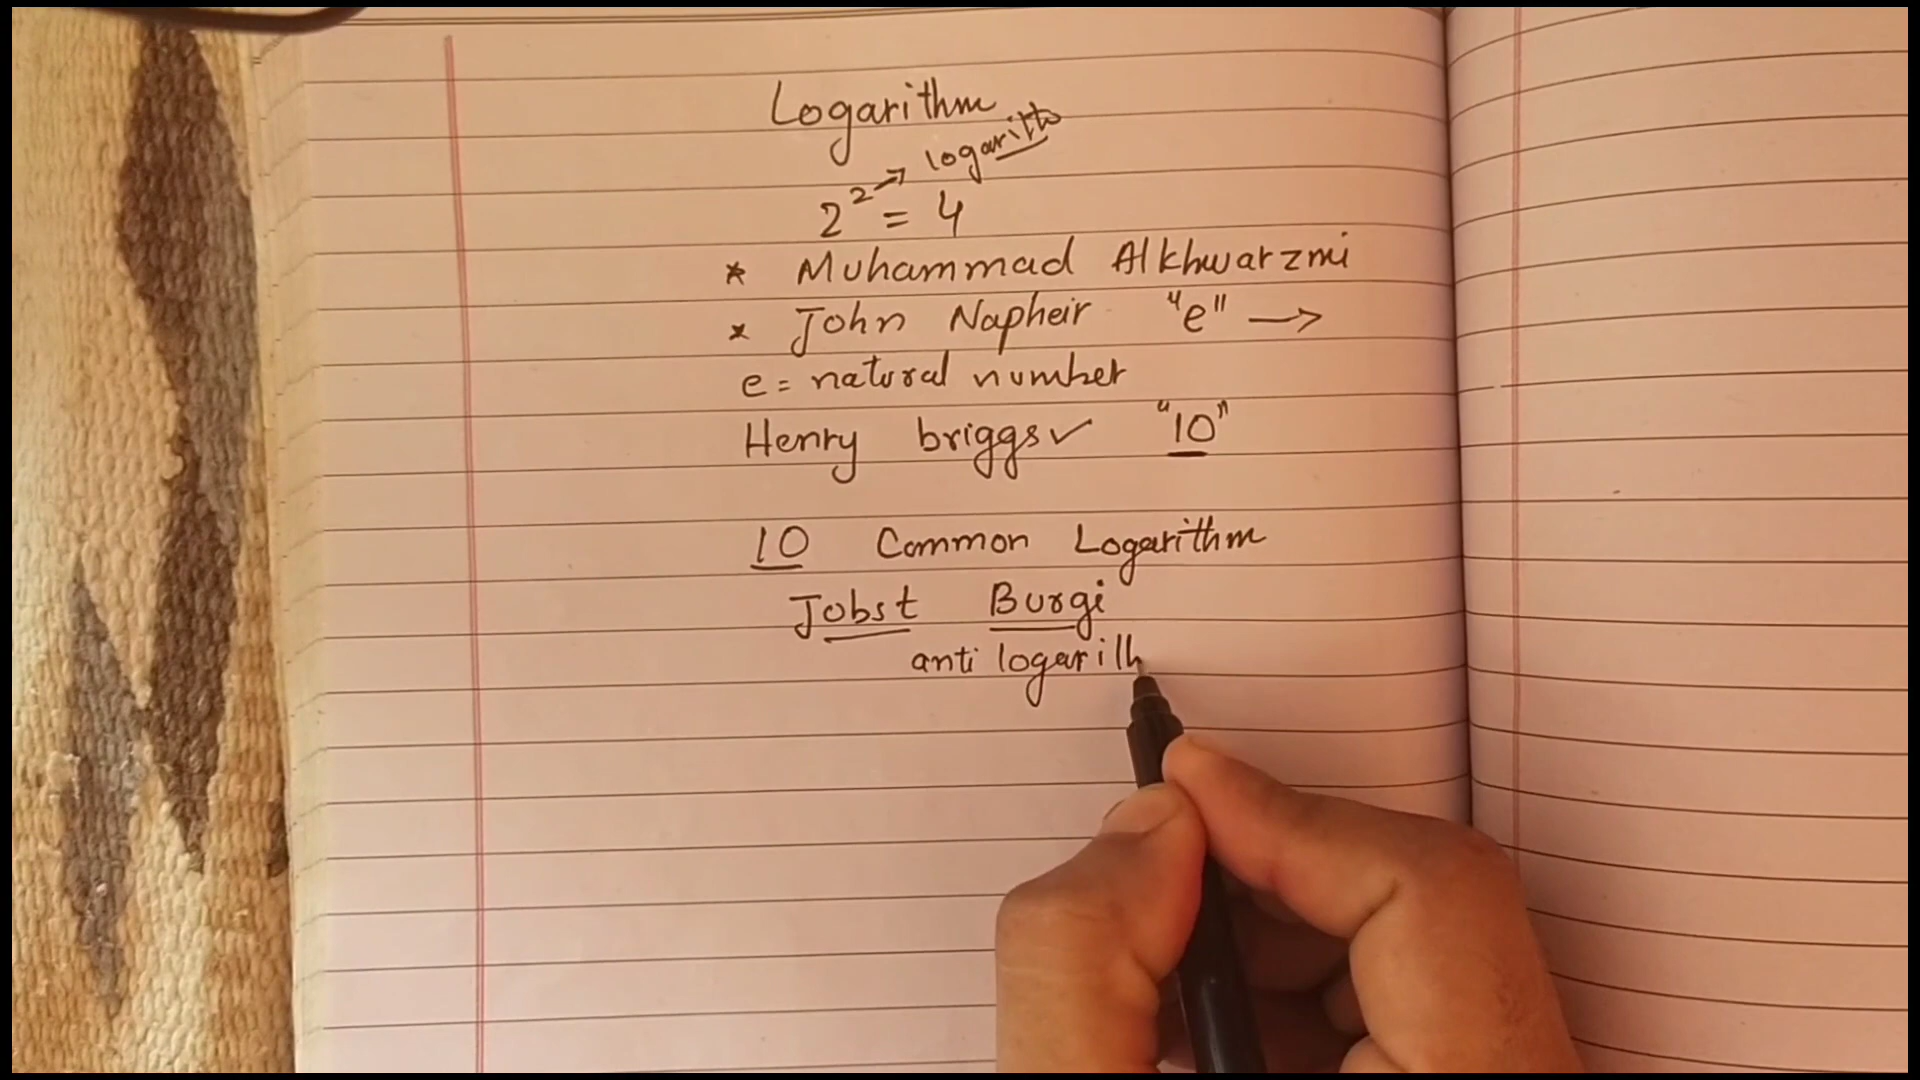 Logarithm
2² = 4 → logaritto
* Muhammad Alkhwarzmi
* John Napheir "e" →
e = natural number
Henry briggs ✓ "10"
10 Common Logarithm
Jobst Burgi
anti logarith